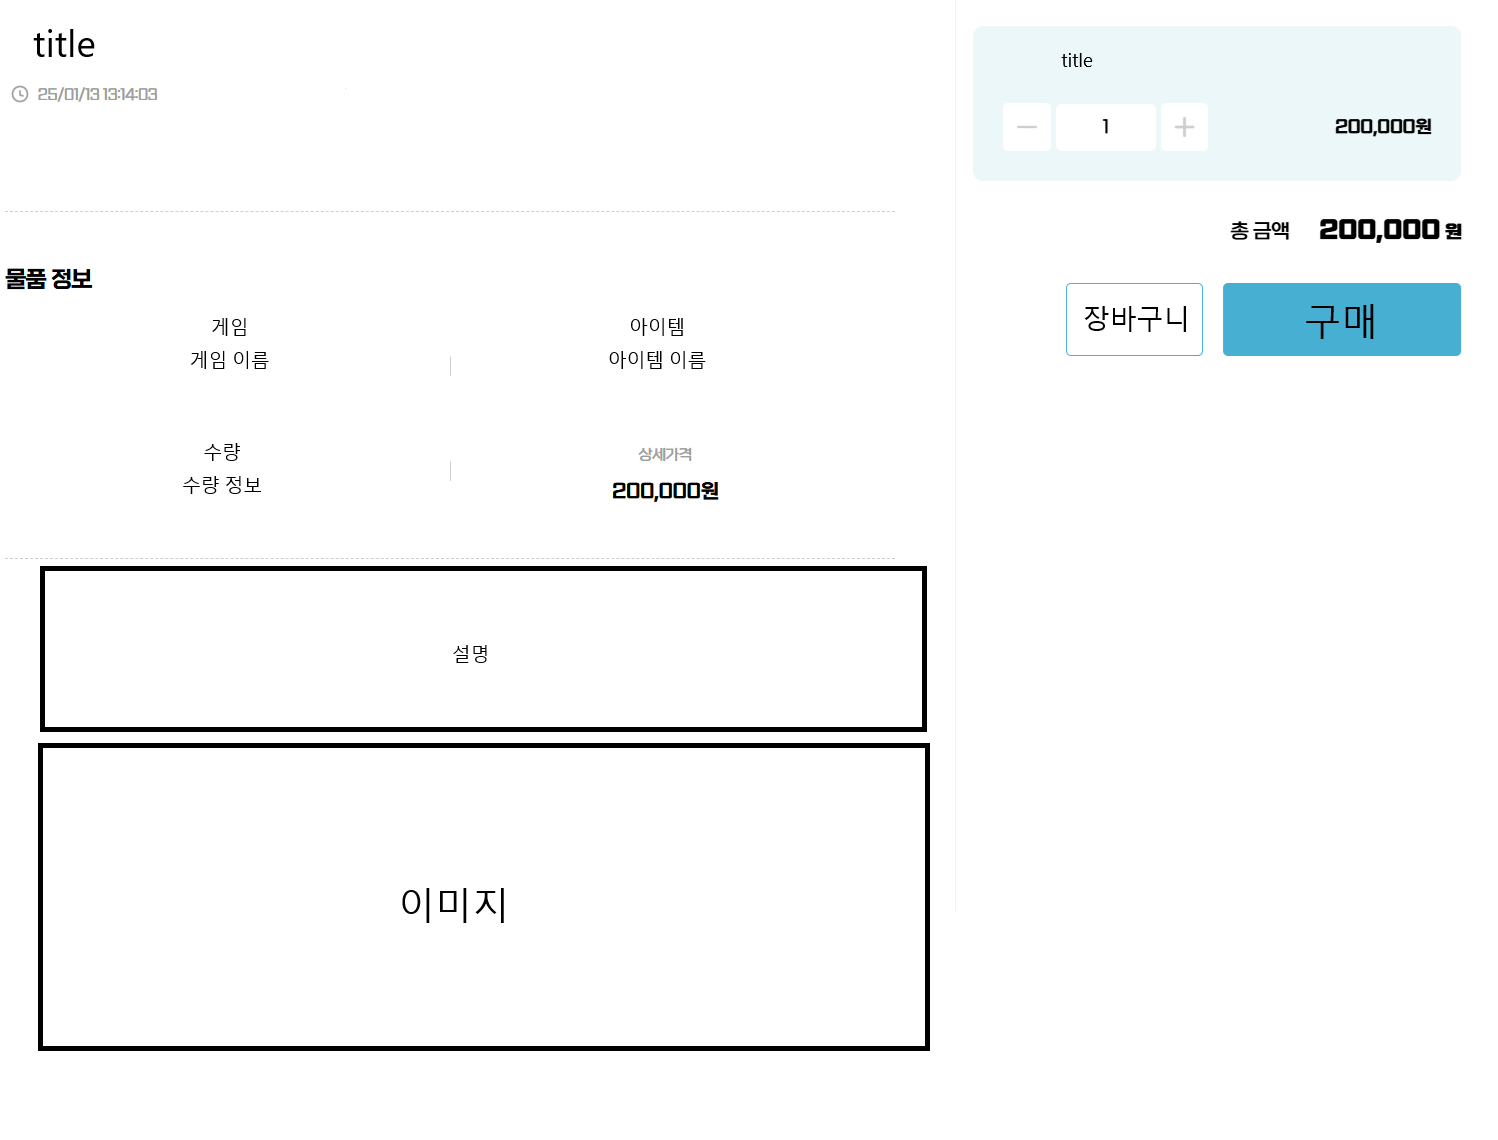 title
25/01/13 13:14:03
물품 정보
게임
아이템
게임 이름
아이템 이름
수량
상세가격
수량 정보
200,000원
설명
이미지
title
1
200,000원
총 금액 200,000 원
장바구니
구매